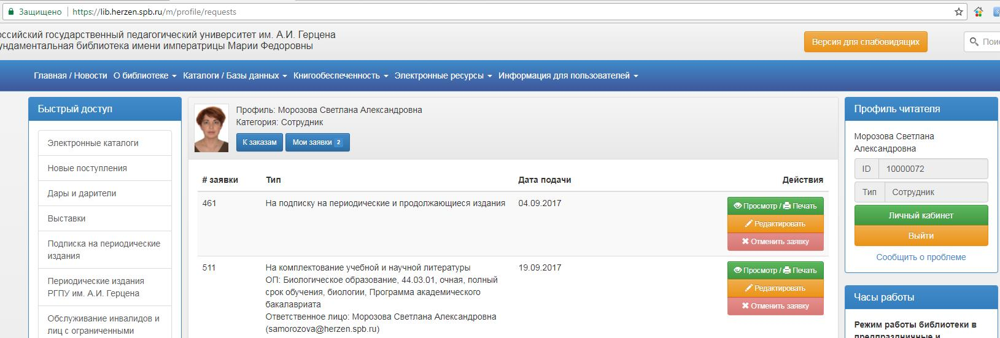 Защищено https://lib.herzen.spb.ru/m/profile/requests
оссийский государственный педагогический университет им. А.И. Герцена
ундаментальная библиотека имени императрицы Марии Федоровны
Версия для слабовидящих
Пои
Главная / Новости О библиотеке Каталоги / Базы данных Книгообеспеченность Электронные ресурсы Информация для пользователей
Быстрый доступ
Электронные каталоги
Новые поступления
Дары и дарители
Выставки
Подписка на периодические
издания
Периодические издания
РГПУ им. А.И. Герцена
Обслуживание инвалидов и
лиц с ограниченными
Профиль: Морозова Светлана Александровна
Категория: Сотрудник
К заказам Мои заявки 2
# заявки Тип Дата подачи Действия
461 На подписку на периодические и продолжающиеся издания 04.09.2017 Просмотр / Печать
Редактировать
Отменить заявку
511 На комплектование учебной и научной литературы 19.09.2017 Просмотр / Печать
ОП: Биологическое образование, 44.03.01, очная, полный
срок обучения, биологии, Программа академического
бакалавриата
Ответственное лицо: Морозова Светлана Александровна
(samorozova@herzen.spb.ru)
Редактировать
Отменить заявку
Профиль читателя
Морозова Светлана
Александровна
ID 10000072
Тип Сотрудник
Личный кабинет
Выйти
Сообщить о проблеме
Часы работы
Режим работы библиотеки в
предпраздничные и